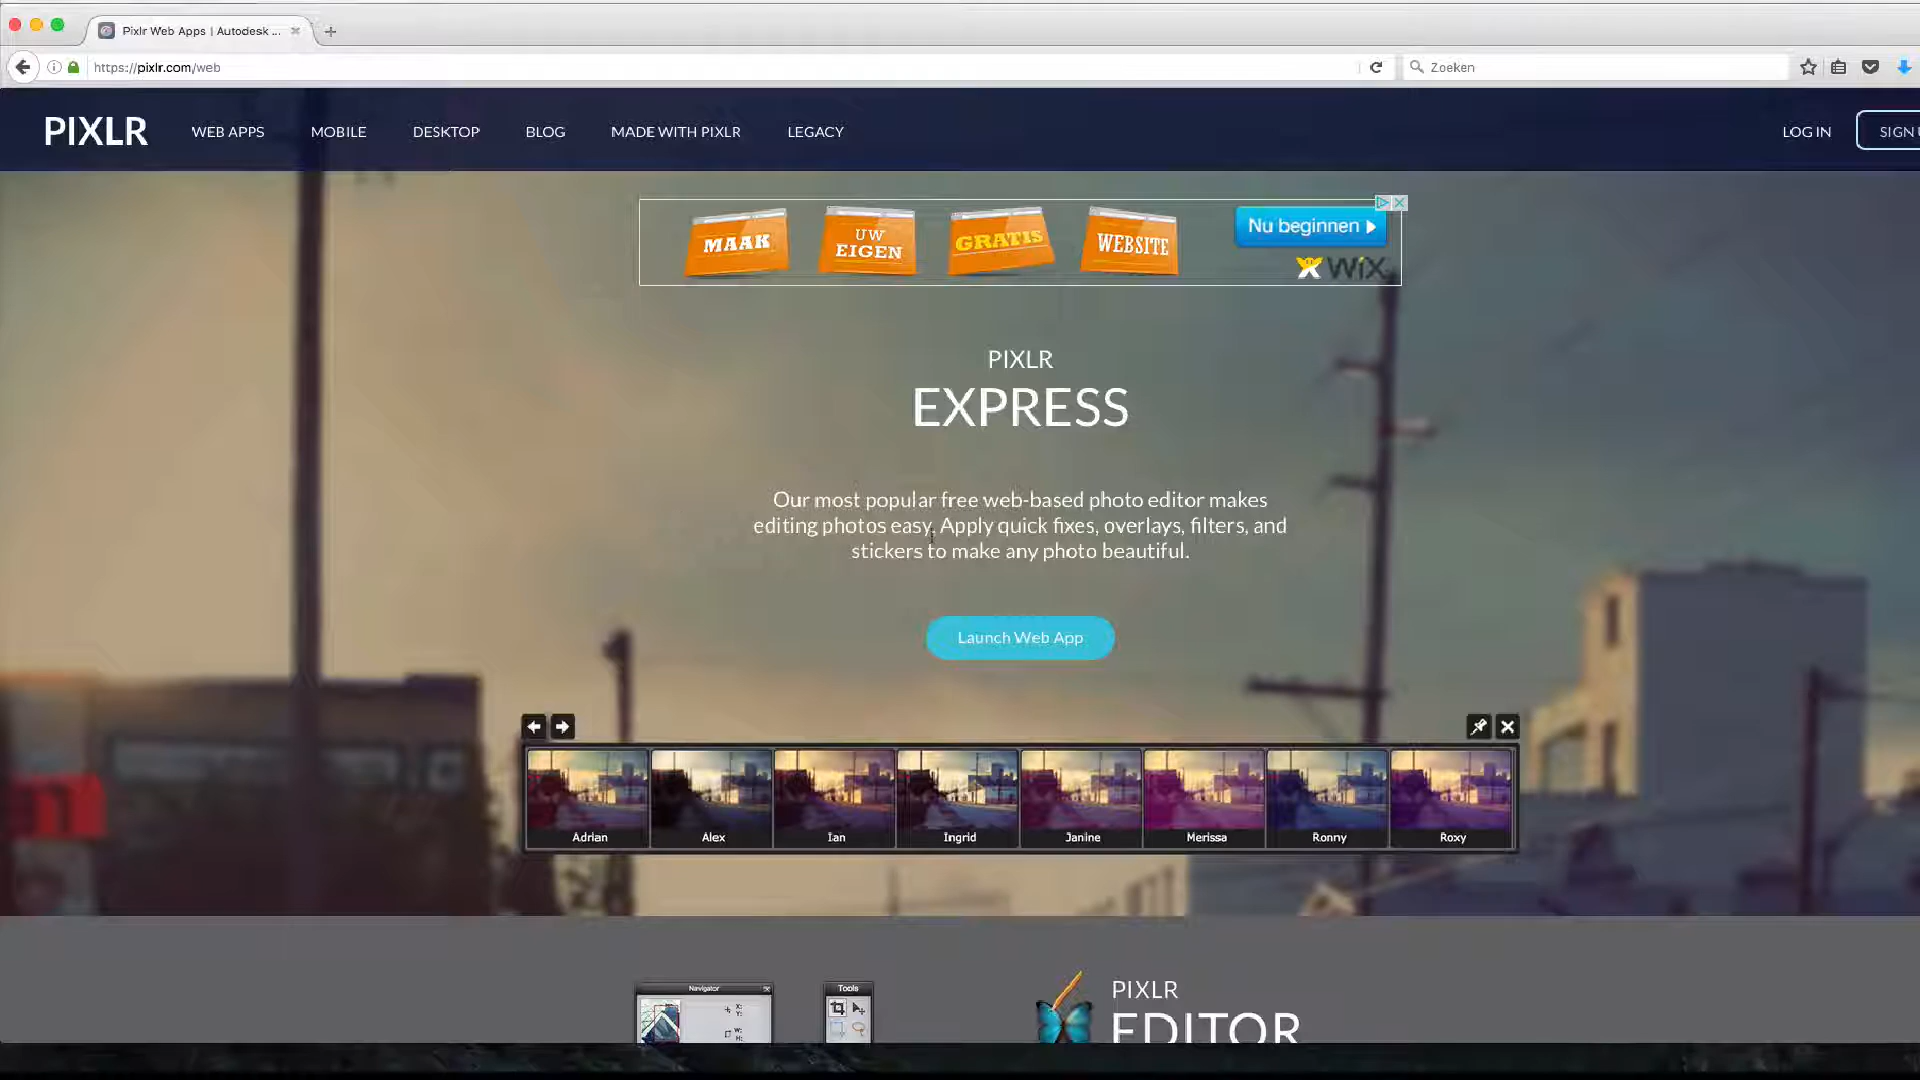 Pixlr Web Apps | Autodesk ...
https://pixlr.com/web
Zoeken
PIXLR
WEB APPS
MOBILE
DESKTOP
BLOG
MADE WITH PIXLR
LEGACY
LOG IN
SIGN
MAAK
UW
EIGEN
GRATIS
WEBSITE
Nu beginnen
WiX
PIXLR
EXPRESS
Our most popular free web-based photo editor makes
editing photos easy. Apply quick fixes, overlays, filters, and
stickers to make any photo beautiful.
Launch Web App
Adrian
Alex
Ian
Ingrid
Janine
Merissa
Ronny
Roxy
Navigator
X:
Y:
W:
H:
Tools
PIXLR
EDITOR